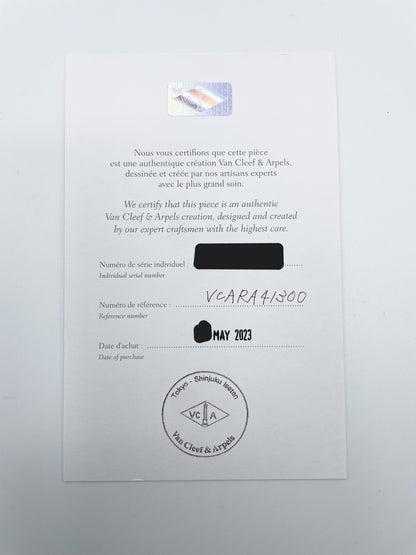 Nous vous certifions que cette pièce
est une authentique création Van Cleef & Arpels,
dessinée et créée par nos artisans experts
avec le plus grand soin.
We certify that this piece is an authentic
Van Cleef & Arpels creation, designed and created
by our expert craftsmen with the highest care.
Numéro de série individuel :
Individual serial number
Numéro de référence : VCARA41300
Reference number
MAY 2023
Date d'achat :
Date of purchase
Tokyo - Shinjuku Isetan
VC A
Van Cleef & Arpels